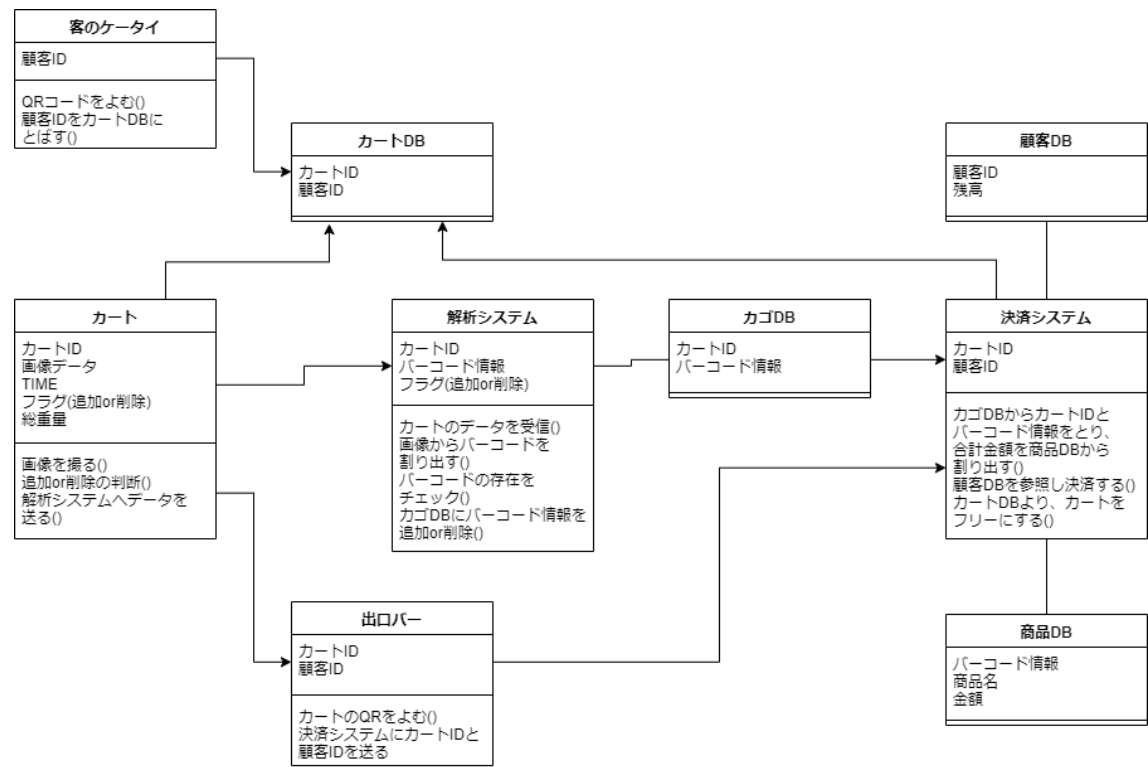 客のケータイ
顧客ID
QRコードをよむ()
顧客IDをカートDBに
とばす()
カートDB
カートID
顧客ID
顧客DB
顧客ID
残高
カート
カートID
画像データ
TIME
フラグ(追加or削除)
総重量
画像を撮る()
追加or削除の判断()
解析システムへデータを
送る()
解析システム
カートID
バーコード情報
フラグ(追加or削除)
カートのデータを受信()
画像からバーコードを
割り出す()
バーコードの存在を
チェック()
カゴDBにバーコード情報を
追加or削除()
カゴDB
カートID
バーコード情報
決済システム
カートID
顧客ID
カゴDBからカートIDと
バーコード情報をとり、
合計金額を商品DBから
割り出す()
顧客DBを参照し決済する()
カートDBより、カートを
フリーにする()
出口バー
カートID
顧客ID
カートのQRをよむ()
決済システムにカートIDと
顧客IDを送る
商品DB
バーコード情報
商品名
金額